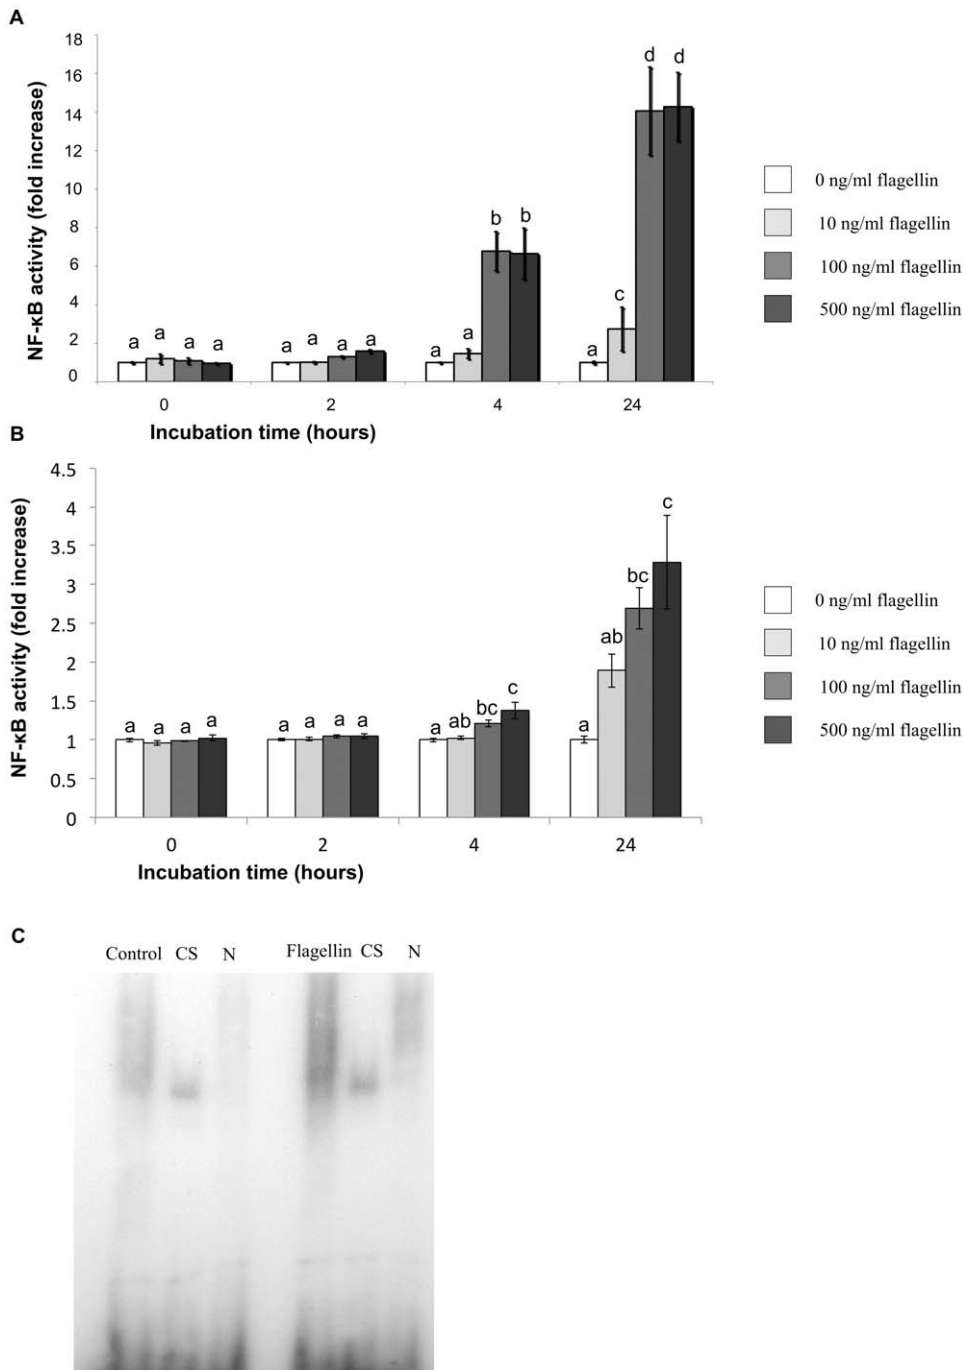 A
NF-κB activity (fold increase)
18
16
14
12
10
8
6
4
2
0
a a a a
a a a a
a a b b
a c d d
0 2 4 24
Incubation time (hours)
0 ng/ml flagellin
10 ng/ml flagellin
100 ng/ml flagellin
500 ng/ml flagellin
B
NF-κB activity (fold increase)
4.5
4
3.5
3
2.5
2
1.5
1
0.5
0
a a a a
a a a a
a ab bc c
a ab bc c
0 2 4 24
Incubation time (hours)
0 ng/ml flagellin
10 ng/ml flagellin
100 ng/ml flagellin
500 ng/ml flagellin
C
Control CS N Flagellin CS N